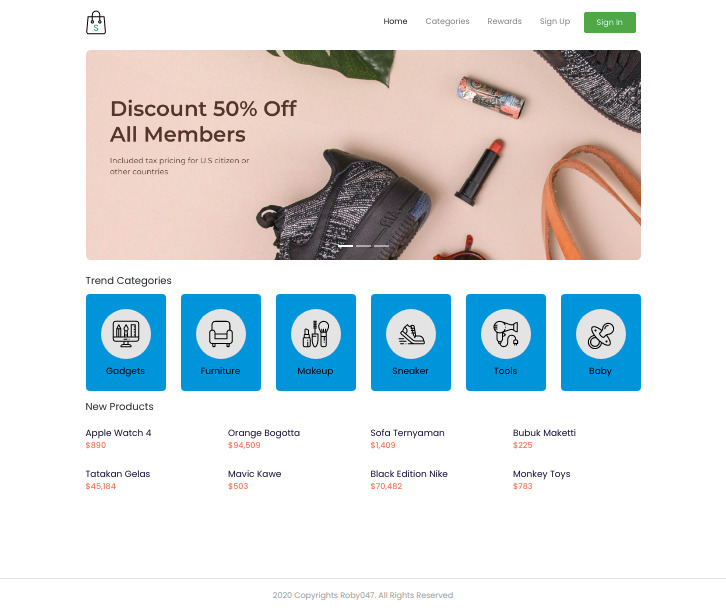 S
Home
Categories
Rewards
Sign Up
Sign In
Discount 50% Off
All Members
Included tax pricing for U.S citizen or
other countries
Trend Categories
Gadgets
Furniture
Makeup
Sneaker
Tools
Baby
New Products
Apple Watch 4
$890
Orange Bogotta
$94,509
Sofa Ternyaman
$1,409
Bubuk Maketti
$225
Tatakan Gelas
$45,184
Mavic Kawe
$503
Black Edition Nike
$70,482
Monkey Toys
$783
2020 Copyrights Roby047. All Rights Reserved